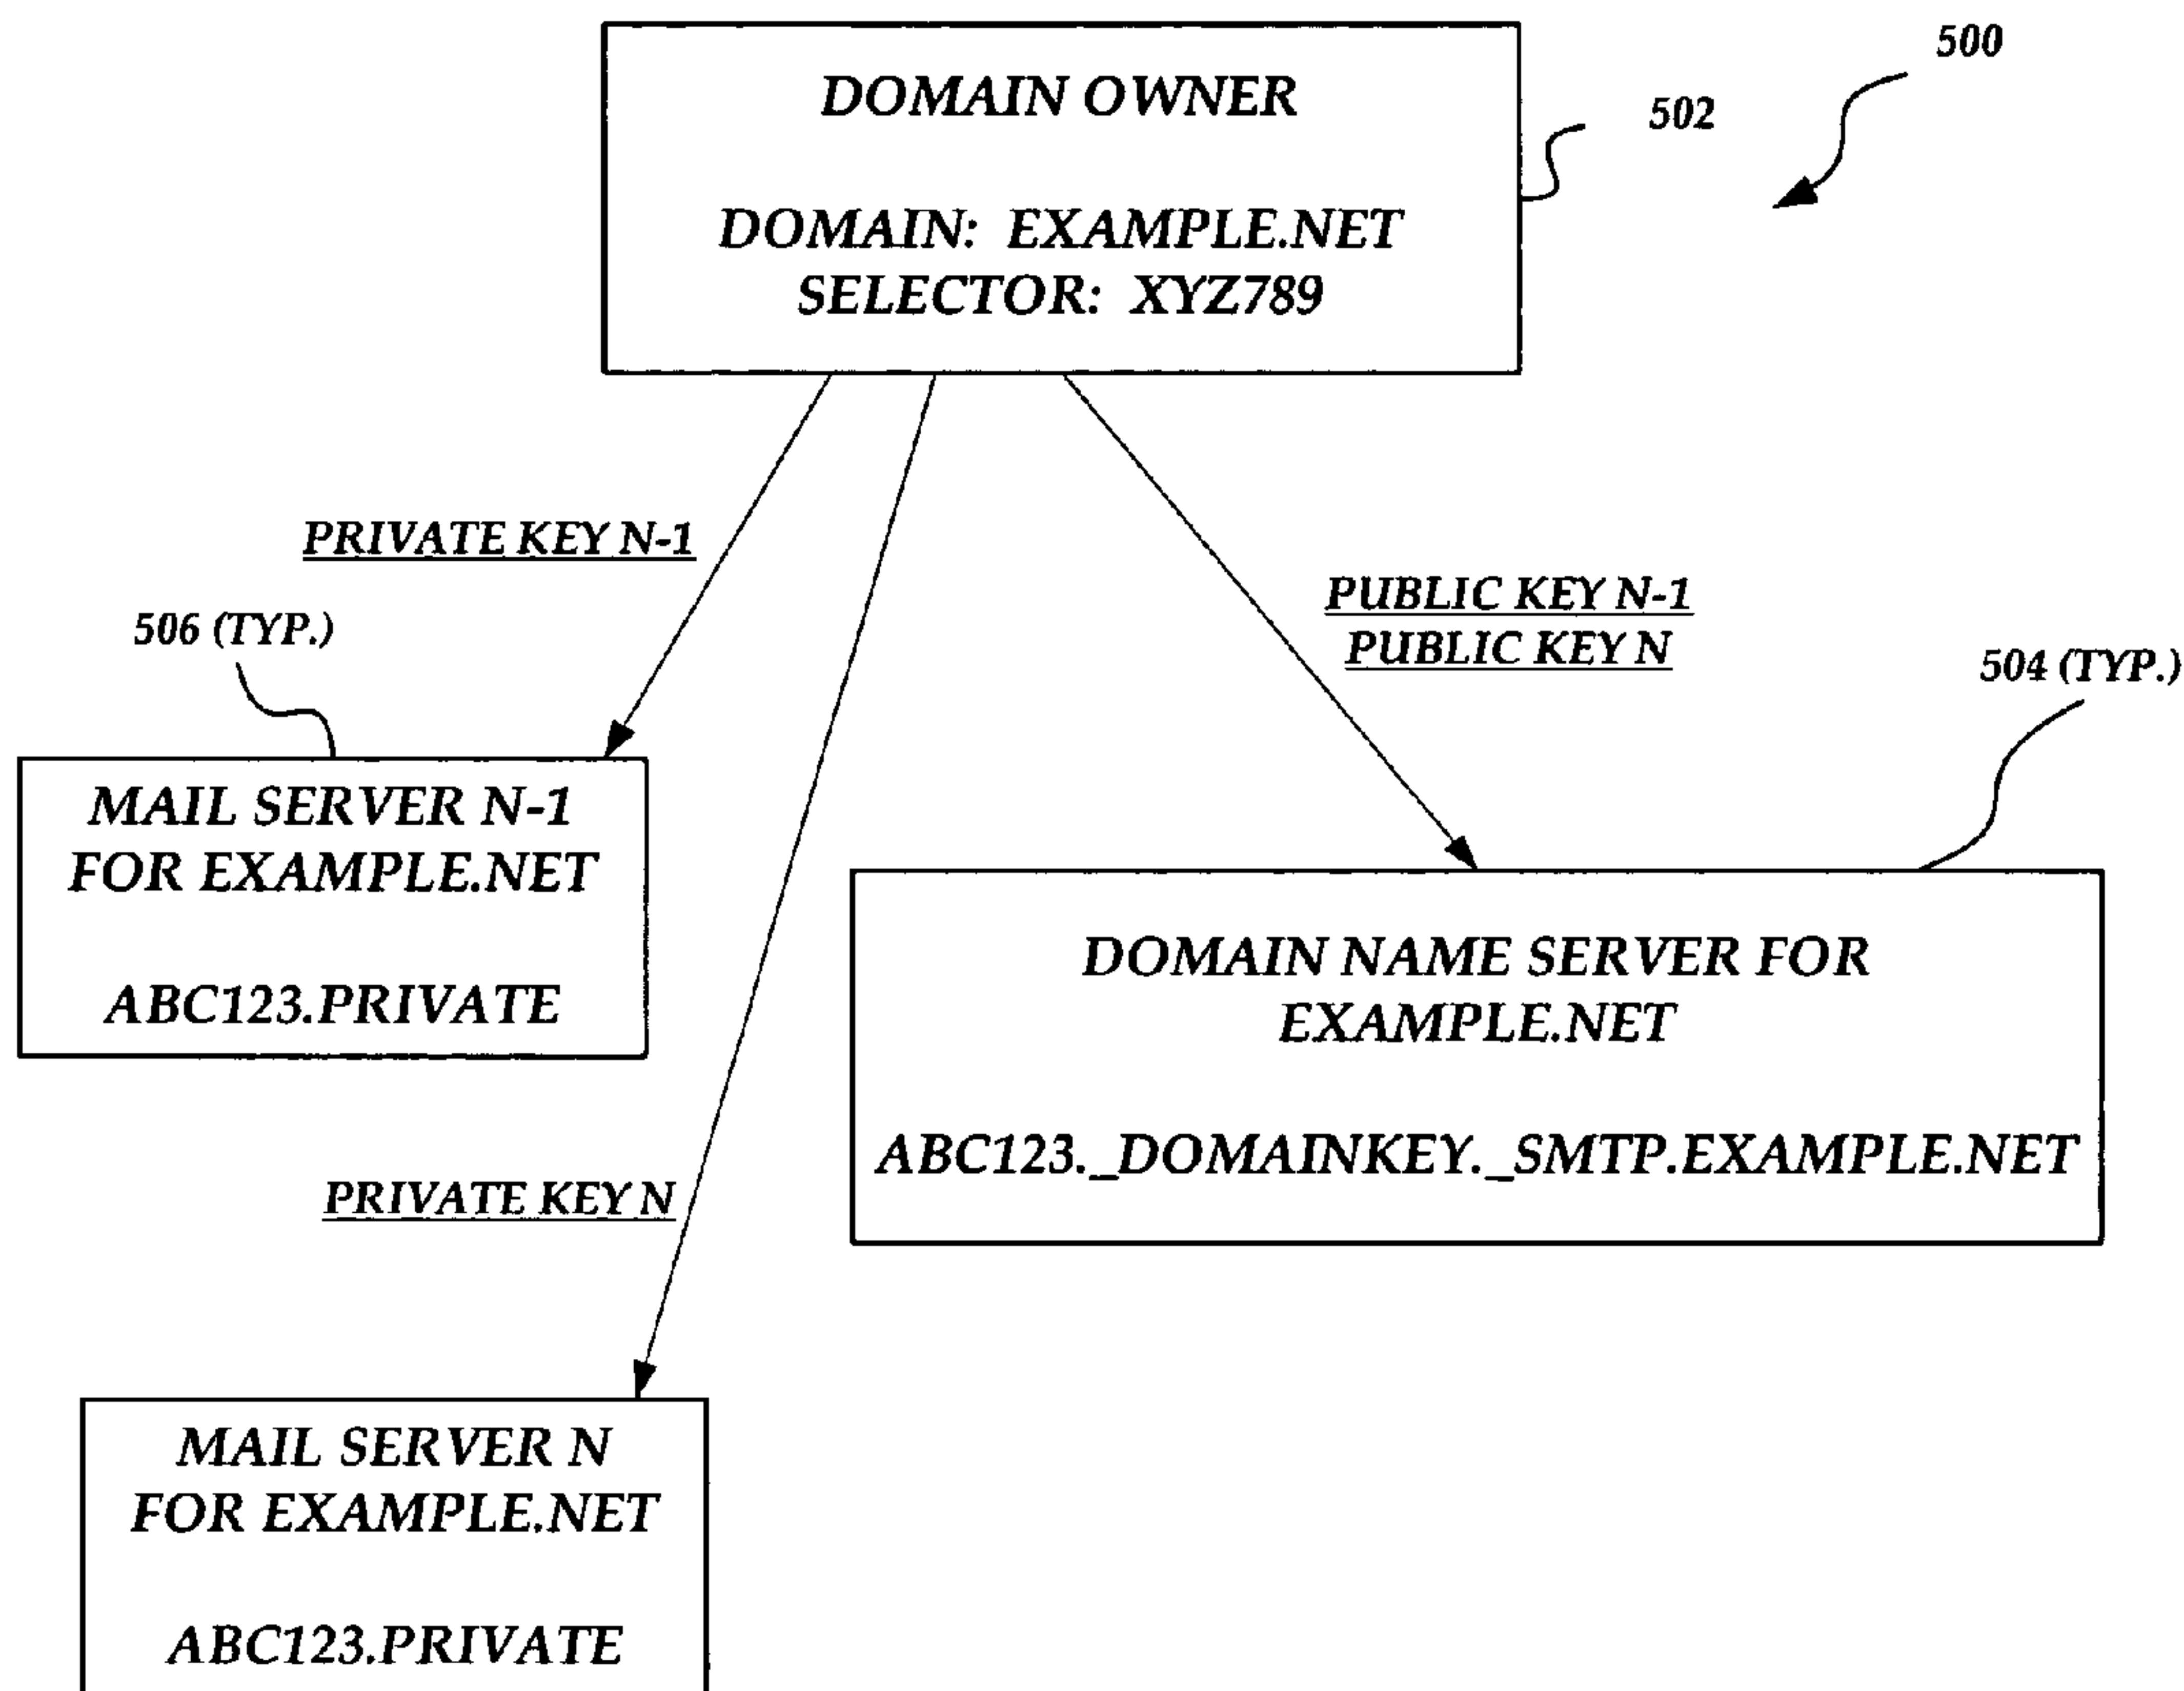 500
502
DOMAIN OWNER
DOMAIN: EXAMPLE.NET
SELECTOR: XYZ789
PRIVATE KEY N-1
PUBLIC KEY N-1
PUBLIC KEY N
506 (TYP.)
504 (TYP.)
MAIL SERVER N-1
FOR EXAMPLE.NET
ABC123.PRIVATE
DOMAIN NAME SERVER FOR
EXAMPLE.NET
ABC123._DOMAINKEY._SMTP.EXAMPLE.NET
PRIVATE KEY N
MAIL SERVER N
FOR EXAMPLE.NET
ABC123.PRIVATE